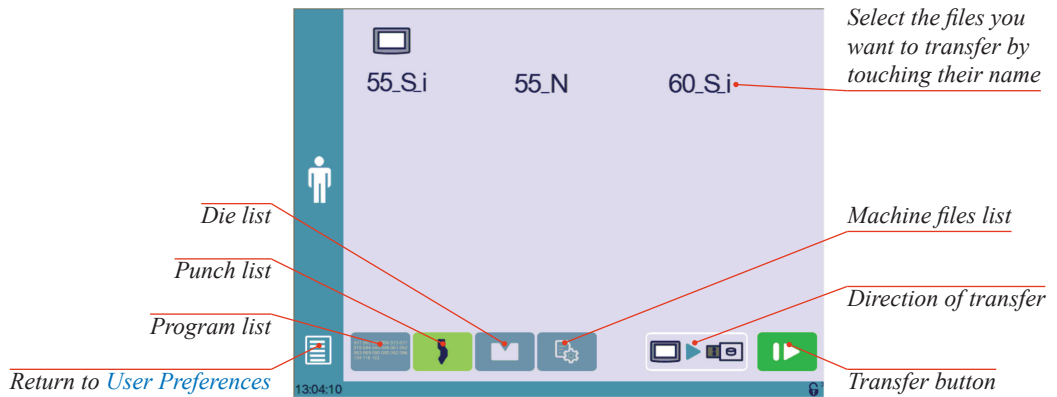 Select the files you
want to transfer by
touching their name
55_S_i
55_N
60_S_i
Die list
Machine files list
Punch list
Direction of transfer
Program list
Return to User Preferences
Transfer button
13:04:10